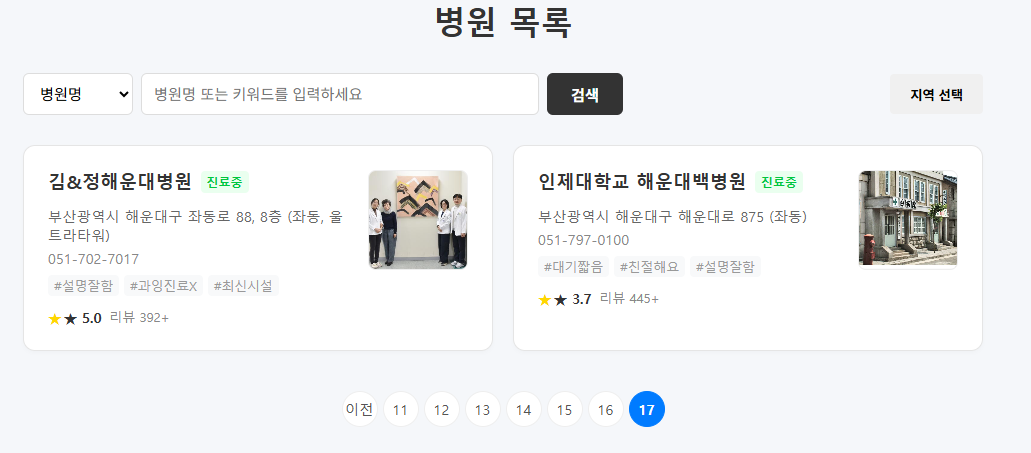 병원 목록
병원명
병원명 또는 키워드를 입력하세요
검색
지역 선택
김&정해운대병원 진료중
부산광역시 해운대구 좌동로 88, 8층 (좌동, 울
트라타워)
051-702-7017
#설명잘함 #과잉진료X #최신시설
★★ 5.0 리뷰 392+
인제대학교 해운대백병원 진료중
부산광역시 해운대구 해운대로 875 (좌동)
051-797-0100
#대기짧음 #친절해요 #설명잘함
★★ 3.7 리뷰 445+
이전 11 12 13 14 15 16 17